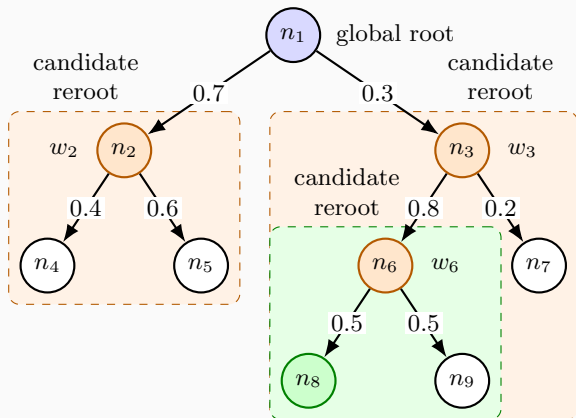 n1 global root
candidate
reroot
candidate
reroot
0.7
0.3
w2
n2
n3
w3
candidate
reroot
0.4
0.6
0.8
0.2
n4
n5
n6
w6
n7
0.5
0.5
n8
n9